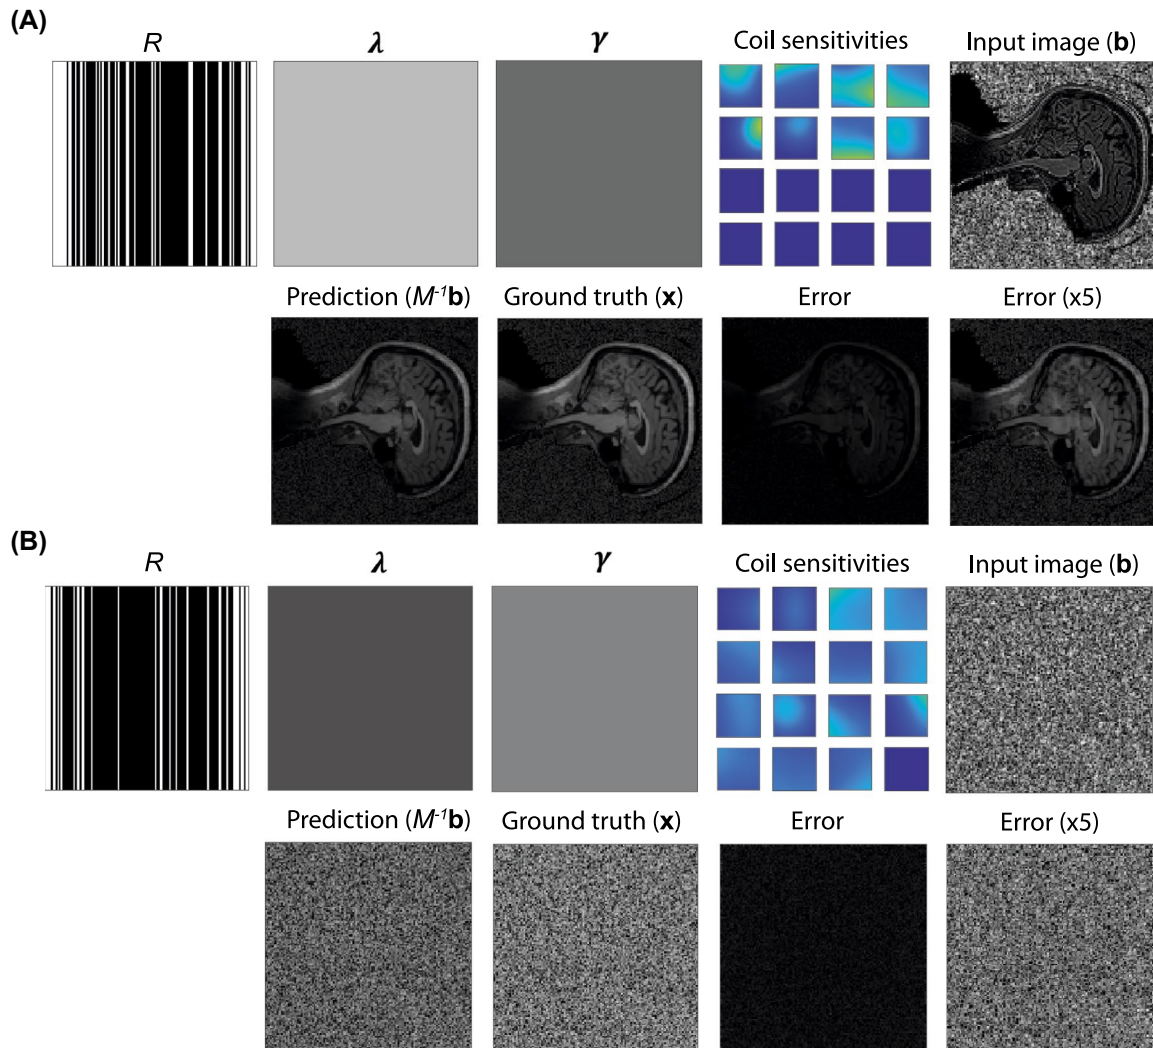 (A)
R
λ
γ
Coil sensitivities
Input image (b)
Prediction (M⁻¹b)
Ground truth (x)
Error
Error (x5)
(B)
R
λ
γ
Coil sensitivities
Input image (b)
Prediction (M⁻¹b)
Ground truth (x)
Error
Error (x5)